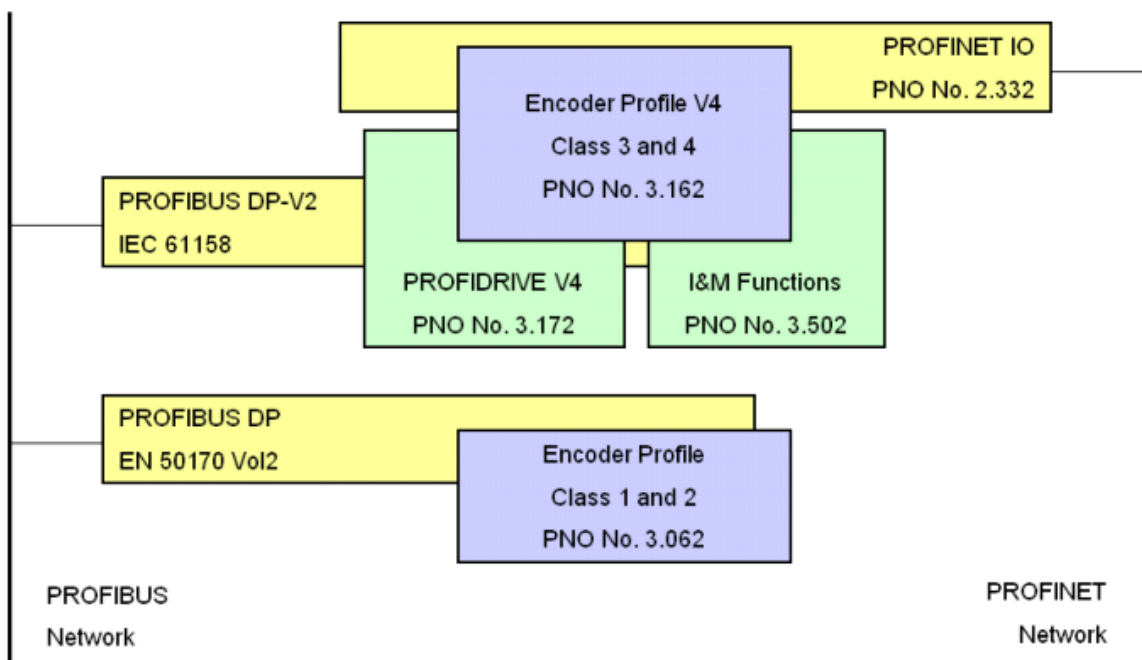 PROFINET IO
PNO No. 2.332
Encoder Profile V4
Class 3 and 4
PNO No. 3.162
PROFIBUS DP-V2
IEC 61158
PROFIDRIVE V4
PNO No. 3.172
I&M Functions
PNO No. 3.502
PROFIBUS DP
EN 50170 Vol2
Encoder Profile
Class 1 and 2
PNO No. 3.062
PROFIBUS
Network
PROFINET
Network